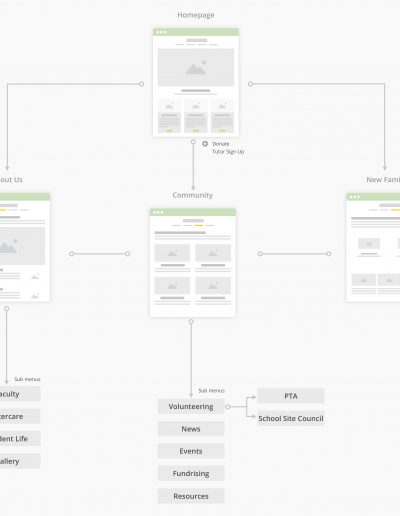 Homepage
Donate
Tutor Sign Up
out Us
Community
New Fami
Sub menus
Sub menus
aculty
Volunteering
PTA
tercare
School Site Council
News
dent Life
Events
allery
Fundrising
Resources